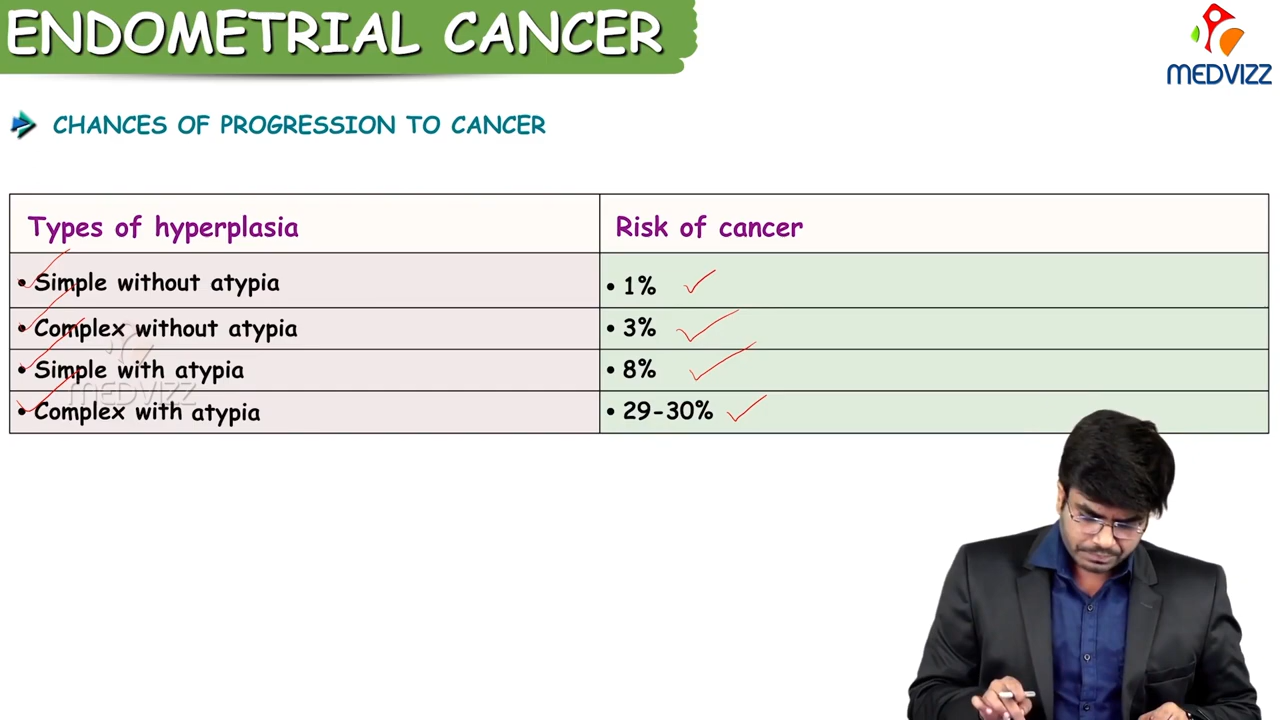 ENDOMETRIAL CANCER
MEDVIZZ
CHANCES OF PROGRESSION TO CANCER
Types of hyperplasia Risk of cancer
• Simple without atypia • 1%
• Complex without atypia • 3%
• Simple with atypia • 8%
MEDVIZZ
• Complex with atypia • 29-30%